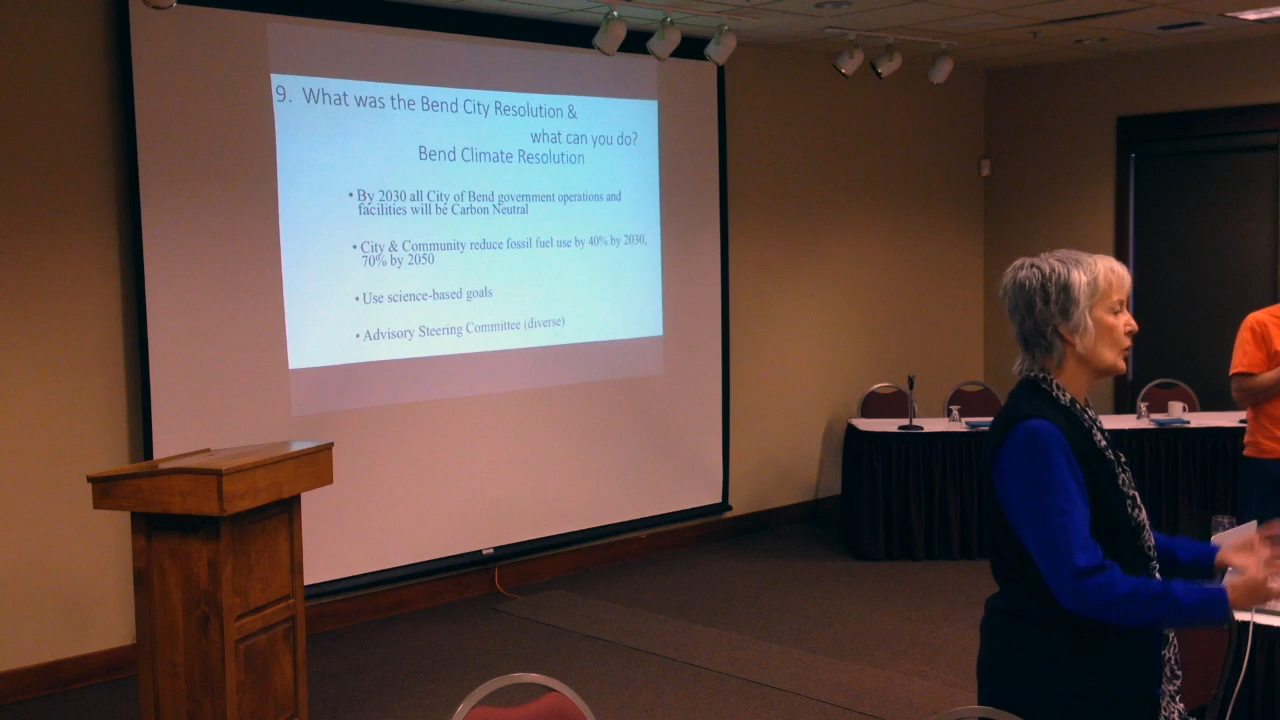 9. What was the Bend City Resolution &
what can you do?
Bend Climate Resolution
• By 2030 all City of Bend government operations and
facilities will be Carbon Neutral
• City & Community reduce fossil fuel use by 40% by 2030,
70% by 2050
• Use science-based goals
• Advisory Steering Committee (diverse)